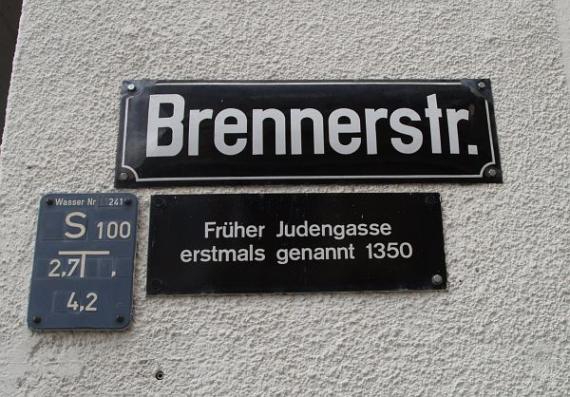 Brennerstr.
Früher Judengasse
erstmals genannt 1350
Wasser Nr 241
S 100
2,7 ,
4,2